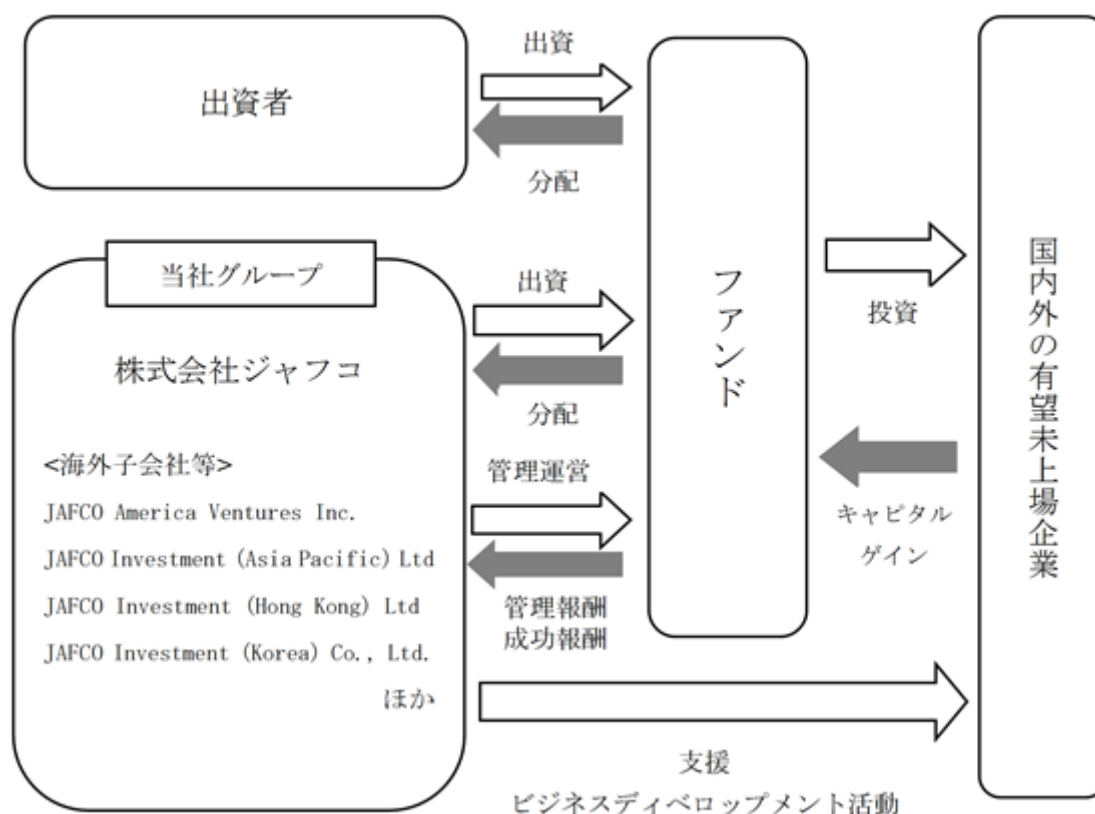 出資者
出資
分配
当社グループ
株式会社ジャフコ
<海外子会社等>
JAFCO America Ventures Inc.
JAFCO Investment (Asia Pacific) Ltd
JAFCO Investment (Hong Kong) Ltd
JAFCO Investment (Korea) Co., Ltd.
ほか
出資
分配
管理運営
管理報酬
成功報酬
ファンド
投資
キャピタル
ゲイン
国内外の有望未上場企業
支援
ビジネスディベロップメント活動